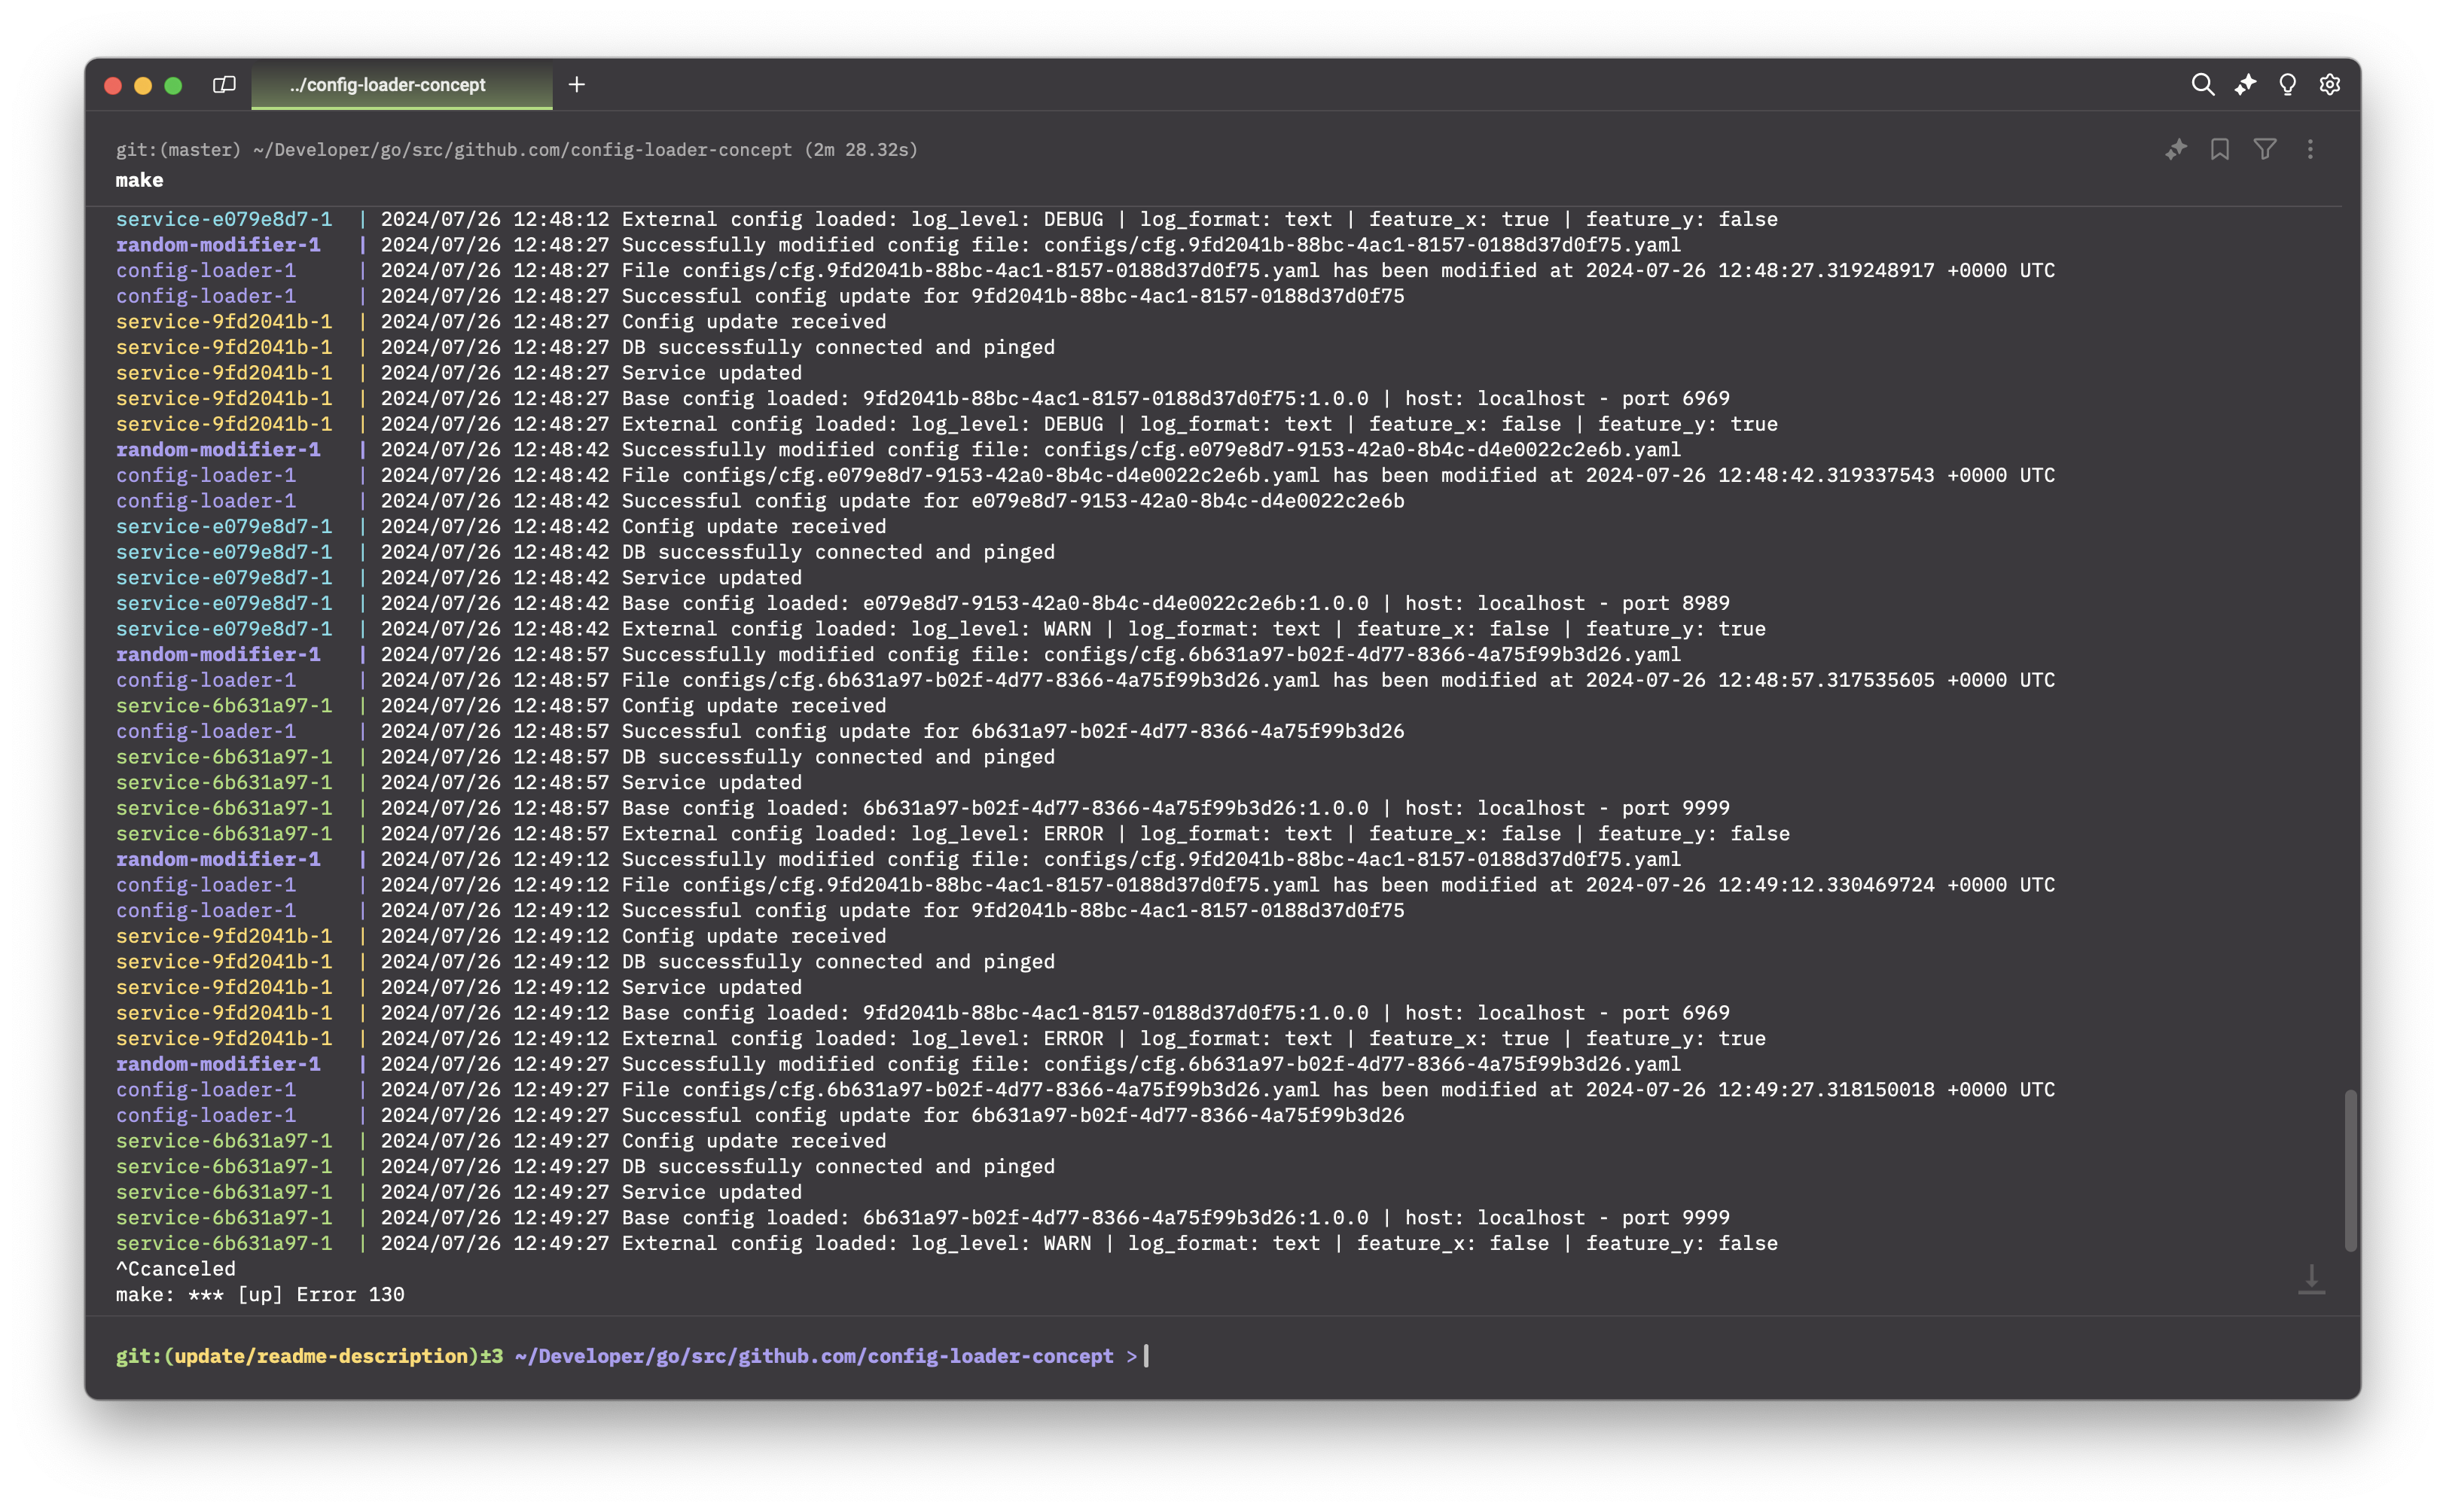 ../config-loader-concept
git:(master) ~/Developer/go/src/github.com/config-loader-concept (2m 28.32s)
make
service-e079e8d7-1  | 2024/07/26 12:48:12 External config loaded: log_level: DEBUG | log_format: text | feature_x: true | feature_y: false
random-modifier-1   | 2024/07/26 12:48:27 Successfully modified config file: configs/cfg.9fd2041b-88bc-4ac1-8157-0188d37d0f75.yaml
config-loader-1     | 2024/07/26 12:48:27 File configs/cfg.9fd2041b-88bc-4ac1-8157-0188d37d0f75.yaml has been modified at 2024-07-26 12:48:27.319248917 +0000 UTC
config-loader-1     | 2024/07/26 12:48:27 Successful config update for 9fd2041b-88bc-4ac1-8157-0188d37d0f75
service-9fd2041b-1  | 2024/07/26 12:48:27 Config update received
service-9fd2041b-1  | 2024/07/26 12:48:27 DB successfully connected and pinged
service-9fd2041b-1  | 2024/07/26 12:48:27 Service updated
service-9fd2041b-1  | 2024/07/26 12:48:27 Base config loaded: 9fd2041b-88bc-4ac1-8157-0188d37d0f75:1.0.0 | host: localhost - port 6969
service-9fd2041b-1  | 2024/07/26 12:48:27 External config loaded: log_level: DEBUG | log_format: text | feature_x: false | feature_y: true
random-modifier-1   | 2024/07/26 12:48:42 Successfully modified config file: configs/cfg.e079e8d7-9153-42a0-8b4c-d4e0022c2e6b.yaml
config-loader-1     | 2024/07/26 12:48:42 File configs/cfg.e079e8d7-9153-42a0-8b4c-d4e0022c2e6b.yaml has been modified at 2024-07-26 12:48:42.319337543 +0000 UTC
config-loader-1     | 2024/07/26 12:48:42 Successful config update for e079e8d7-9153-42a0-8b4c-d4e0022c2e6b
service-e079e8d7-1  | 2024/07/26 12:48:42 Config update received
service-e079e8d7-1  | 2024/07/26 12:48:42 DB successfully connected and pinged
service-e079e8d7-1  | 2024/07/26 12:48:42 Service updated
service-e079e8d7-1  | 2024/07/26 12:48:42 Base config loaded: e079e8d7-9153-42a0-8b4c-d4e0022c2e6b:1.0.0 | host: localhost - port 8989
service-e079e8d7-1  | 2024/07/26 12:48:42 External config loaded: log_level: WARN | log_format: text | feature_x: false | feature_y: true
random-modifier-1   | 2024/07/26 12:48:57 Successfully modified config file: configs/cfg.6b631a97-b02f-4d77-8366-4a75f99b3d26.yaml
config-loader-1     | 2024/07/26 12:48:57 File configs/cfg.6b631a97-b02f-4d77-8366-4a75f99b3d26.yaml has been modified at 2024-07-26 12:48:57.317535605 +0000 UTC
service-6b631a97-1  | 2024/07/26 12:48:57 Config update received
config-loader-1     | 2024/07/26 12:48:57 Successful config update for 6b631a97-b02f-4d77-8366-4a75f99b3d26
service-6b631a97-1  | 2024/07/26 12:48:57 DB successfully connected and pinged
service-6b631a97-1  | 2024/07/26 12:48:57 Service updated
service-6b631a97-1  | 2024/07/26 12:48:57 Base config loaded: 6b631a97-b02f-4d77-8366-4a75f99b3d26:1.0.0 | host: localhost - port 9999
service-6b631a97-1  | 2024/07/26 12:48:57 External config loaded: log_level: ERROR | log_format: text | feature_x: false | feature_y: false
random-modifier-1   | 2024/07/26 12:49:12 Successfully modified config file: configs/cfg.9fd2041b-88bc-4ac1-8157-0188d37d0f75.yaml
config-loader-1     | 2024/07/26 12:49:12 File configs/cfg.9fd2041b-88bc-4ac1-8157-0188d37d0f75.yaml has been modified at 2024-07-26 12:49:12.330469724 +0000 UTC
config-loader-1     | 2024/07/26 12:49:12 Successful config update for 9fd2041b-88bc-4ac1-8157-0188d37d0f75
service-9fd2041b-1  | 2024/07/26 12:49:12 Config update received
service-9fd2041b-1  | 2024/07/26 12:49:12 DB successfully connected and pinged
service-9fd2041b-1  | 2024/07/26 12:49:12 Service updated
service-9fd2041b-1  | 2024/07/26 12:49:12 Base config loaded: 9fd2041b-88bc-4ac1-8157-0188d37d0f75:1.0.0 | host: localhost - port 6969
service-9fd2041b-1  | 2024/07/26 12:49:12 External config loaded: log_level: ERROR | log_format: text | feature_x: true | feature_y: true
random-modifier-1   | 2024/07/26 12:49:27 Successfully modified config file: configs/cfg.6b631a97-b02f-4d77-8366-4a75f99b3d26.yaml
config-loader-1     | 2024/07/26 12:49:27 File configs/cfg.6b631a97-b02f-4d77-8366-4a75f99b3d26.yaml has been modified at 2024-07-26 12:49:27.318150018 +0000 UTC
config-loader-1     | 2024/07/26 12:49:27 Successful config update for 6b631a97-b02f-4d77-8366-4a75f99b3d26
service-6b631a97-1  | 2024/07/26 12:49:27 Config update received
service-6b631a97-1  | 2024/07/26 12:49:27 DB successfully connected and pinged
service-6b631a97-1  | 2024/07/26 12:49:27 Service updated
service-6b631a97-1  | 2024/07/26 12:49:27 Base config loaded: 6b631a97-b02f-4d77-8366-4a75f99b3d26:1.0.0 | host: localhost - port 9999
service-6b631a97-1  | 2024/07/26 12:49:27 External config loaded: log_level: WARN | log_format: text | feature_x: false | feature_y: false
^Ccanceled
make: *** [up] Error 130
git:(update/readme-description)±3 ~/Developer/go/src/github.com/config-loader-concept >